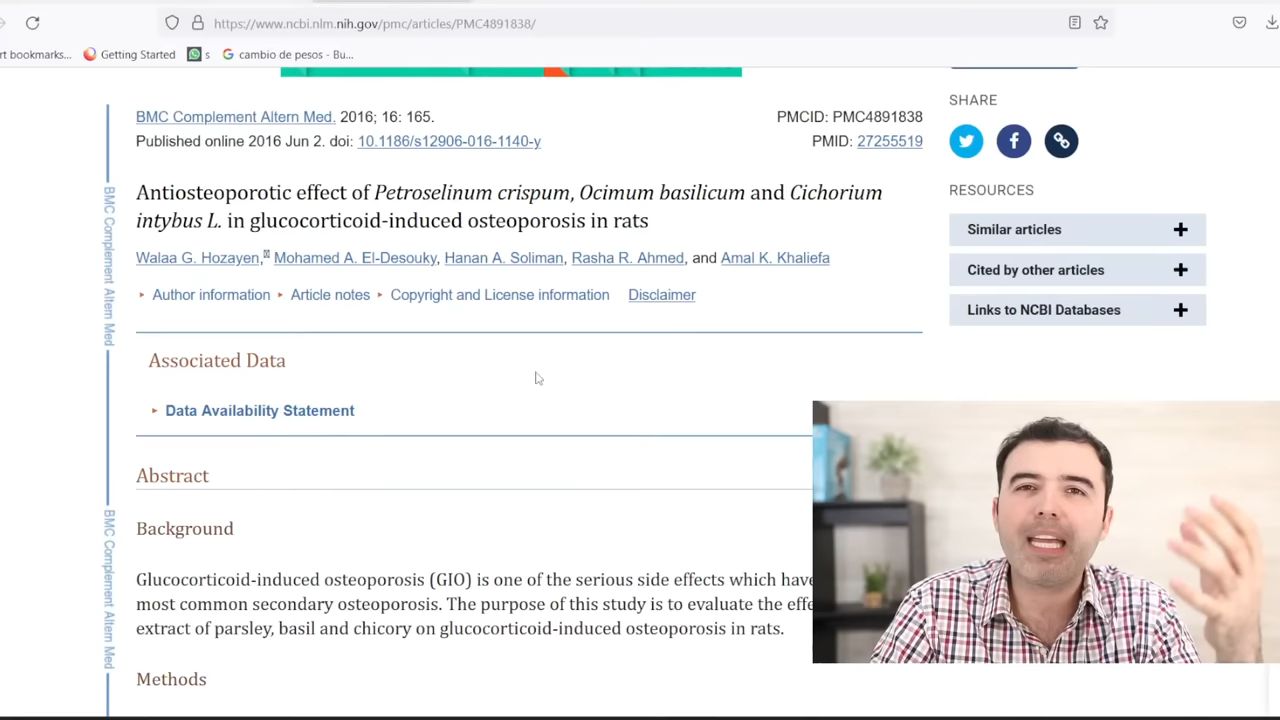 https://www.ncbi.nlm.nih.gov/pmc/articles/PMC4891838/
rt bookmarks... Getting Started s cambio de pesos - Bu...
BMC Complement Altern Med. 2016; 16: 165.
Published online 2016 Jun 2. doi: 10.1186/s12906-016-1140-y
PMCID: PMC4891838
PMID: 27255519
Antiosteoporotic effect of Petroselinum crispum, Ocimum basilicum and Cichorium
intybus L. in glucocorticoid-induced osteoporosis in rats
Walaa G. Hozayen, Mohamed A. El-Desouky, Hanan A. Soliman, Rasha R. Ahmed, and Amal K. Khaliefa
Author information Article notes Copyright and License information Disclaimer
Associated Data
Data Availability Statement
Abstract
Background
Glucocorticoid-induced osteoporosis (GIO) is one of the serious side effects which have
most common secondary osteoporosis. The purpose of this study is to evaluate the effe
extract of parsley, basil and chicory on glucocorticoid-induced osteoporosis in rats.
Methods
SHARE
RESOURCES
Similar articles
Cited by other articles
Links to NCBI Databases
BMC Complement Altern Med
BMC Complement Altern Med